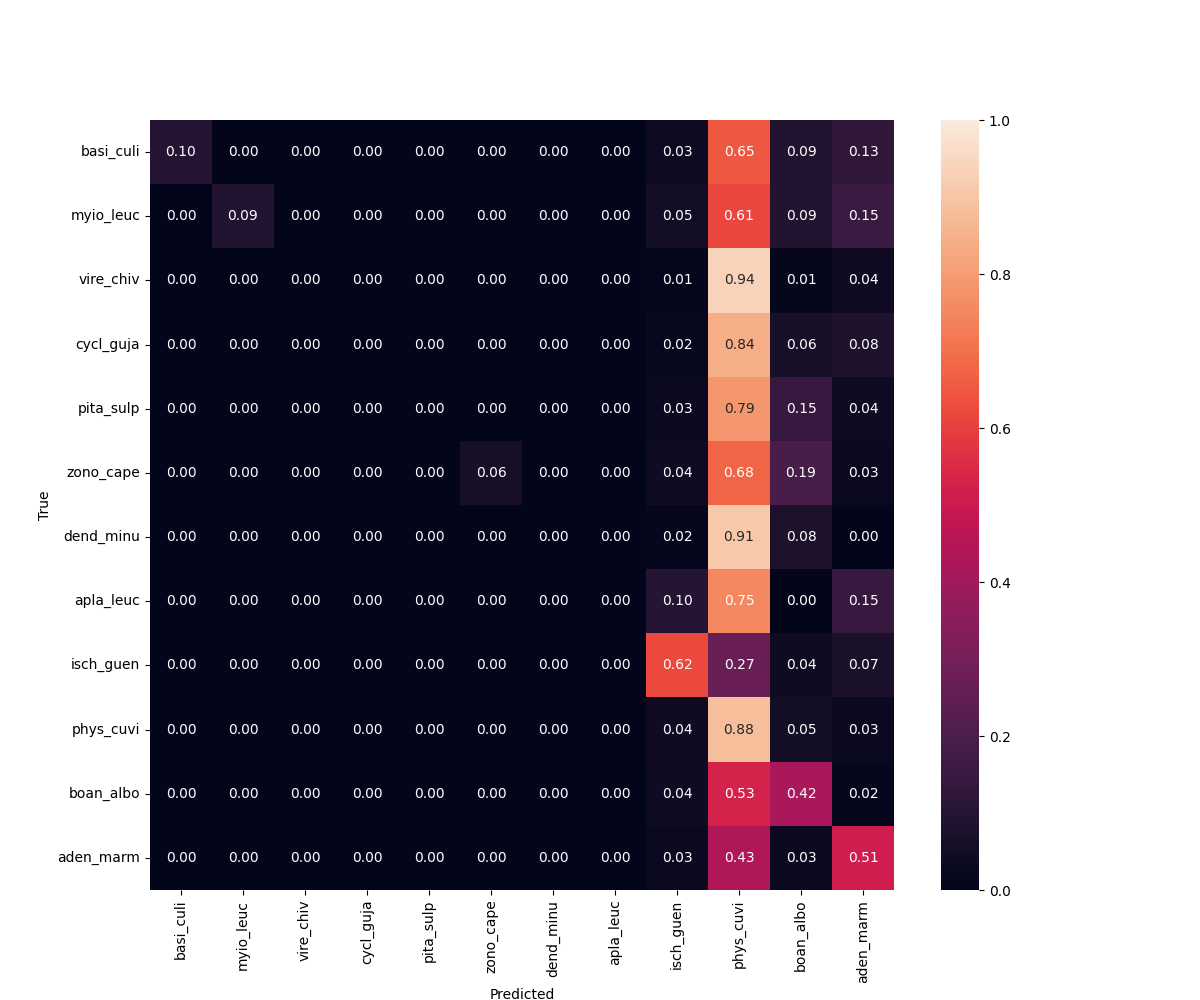 basi_culi 0.10 0.00 0.00 0.00 0.00 0.00 0.00 0.00 0.03 0.65 0.09 0.13
myio_leuc 0.00 0.09 0.00 0.00 0.00 0.00 0.00 0.00 0.05 0.61 0.09 0.15
vire_chiv 0.00 0.00 0.00 0.00 0.00 0.00 0.00 0.00 0.01 0.94 0.01 0.04
cycl_guja 0.00 0.00 0.00 0.00 0.00 0.00 0.00 0.00 0.02 0.84 0.06 0.08
pita_sulp 0.00 0.00 0.00 0.00 0.00 0.00 0.00 0.00 0.03 0.79 0.15 0.04
zono_cape 0.00 0.00 0.00 0.00 0.00 0.06 0.00 0.00 0.04 0.68 0.19 0.03
dend_minu 0.00 0.00 0.00 0.00 0.00 0.00 0.00 0.00 0.02 0.91 0.08 0.00
apla_leuc 0.00 0.00 0.00 0.00 0.00 0.00 0.00 0.00 0.10 0.75 0.00 0.15
isch_guen 0.00 0.00 0.00 0.00 0.00 0.00 0.00 0.00 0.62 0.27 0.04 0.07
phys_cuvi 0.00 0.00 0.00 0.00 0.00 0.00 0.00 0.00 0.04 0.88 0.05 0.03
boan_albo 0.00 0.00 0.00 0.00 0.00 0.00 0.00 0.00 0.04 0.53 0.42 0.02
aden_marm 0.00 0.00 0.00 0.00 0.00 0.00 0.00 0.00 0.03 0.43 0.03 0.51
basi_culi myio_leuc vire_chiv cycl_guja pita_sulp zono_cape dend_minu apla_leuc isch_guen phys_cuvi boan_albo aden_marm
Predicted
True
1.0
0.8
0.6
0.4
0.2
0.0